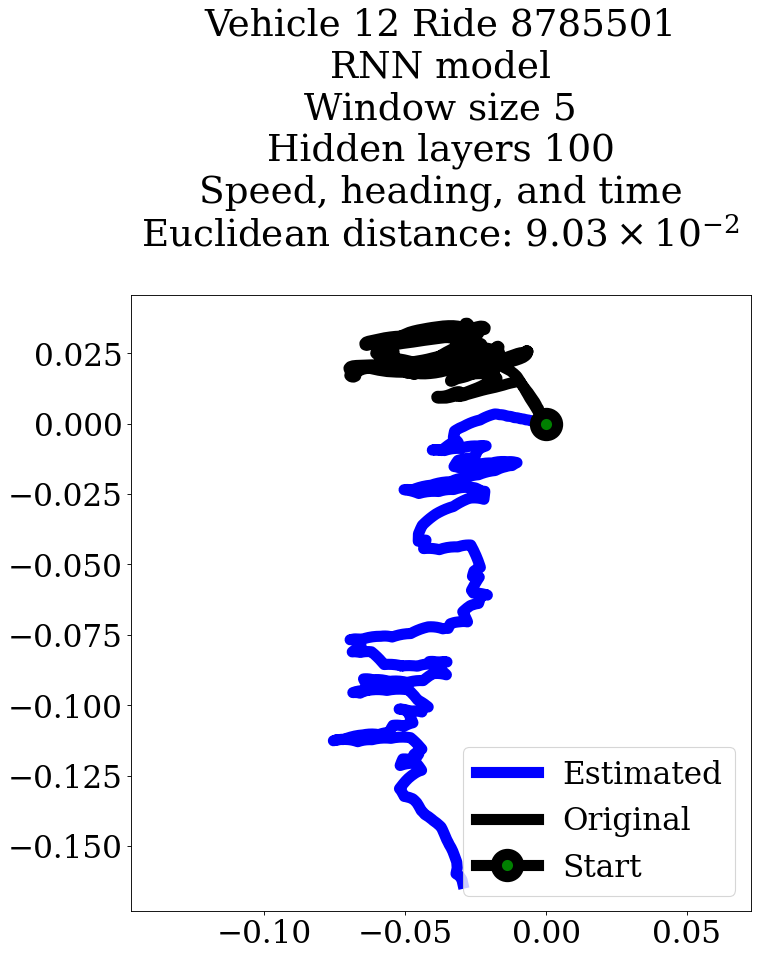 Vehicle 12 Ride 8785501
RNN model
Window size 5
Hidden layers 100
Speed, heading, and time
Euclidean distance: 9.03 × 10⁻²
0.025
0.000
−0.025
−0.050
−0.075
−0.100
−0.125
−0.150
Estimated
Original
Start
−0.10
−0.05
0.00
0.05